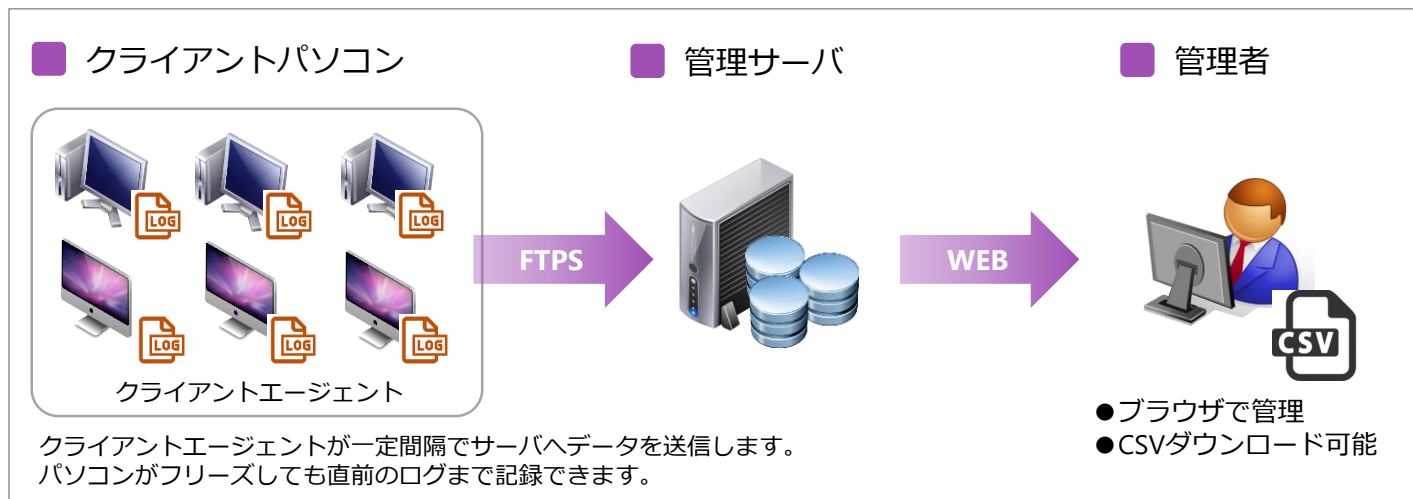 クライアントパソコン
管理サーバ
管理者
LOG
LOG
LOG
LOG
LOG
LOG
クライアントエージェント
FTPS
WEB
CSV
●ブラウザで管理
●CSVダウンロード可能
クライアントエージェントが一定間隔でサーバへデータを送信します。
パソコンがフリーズしても直前のログまで記録できます。